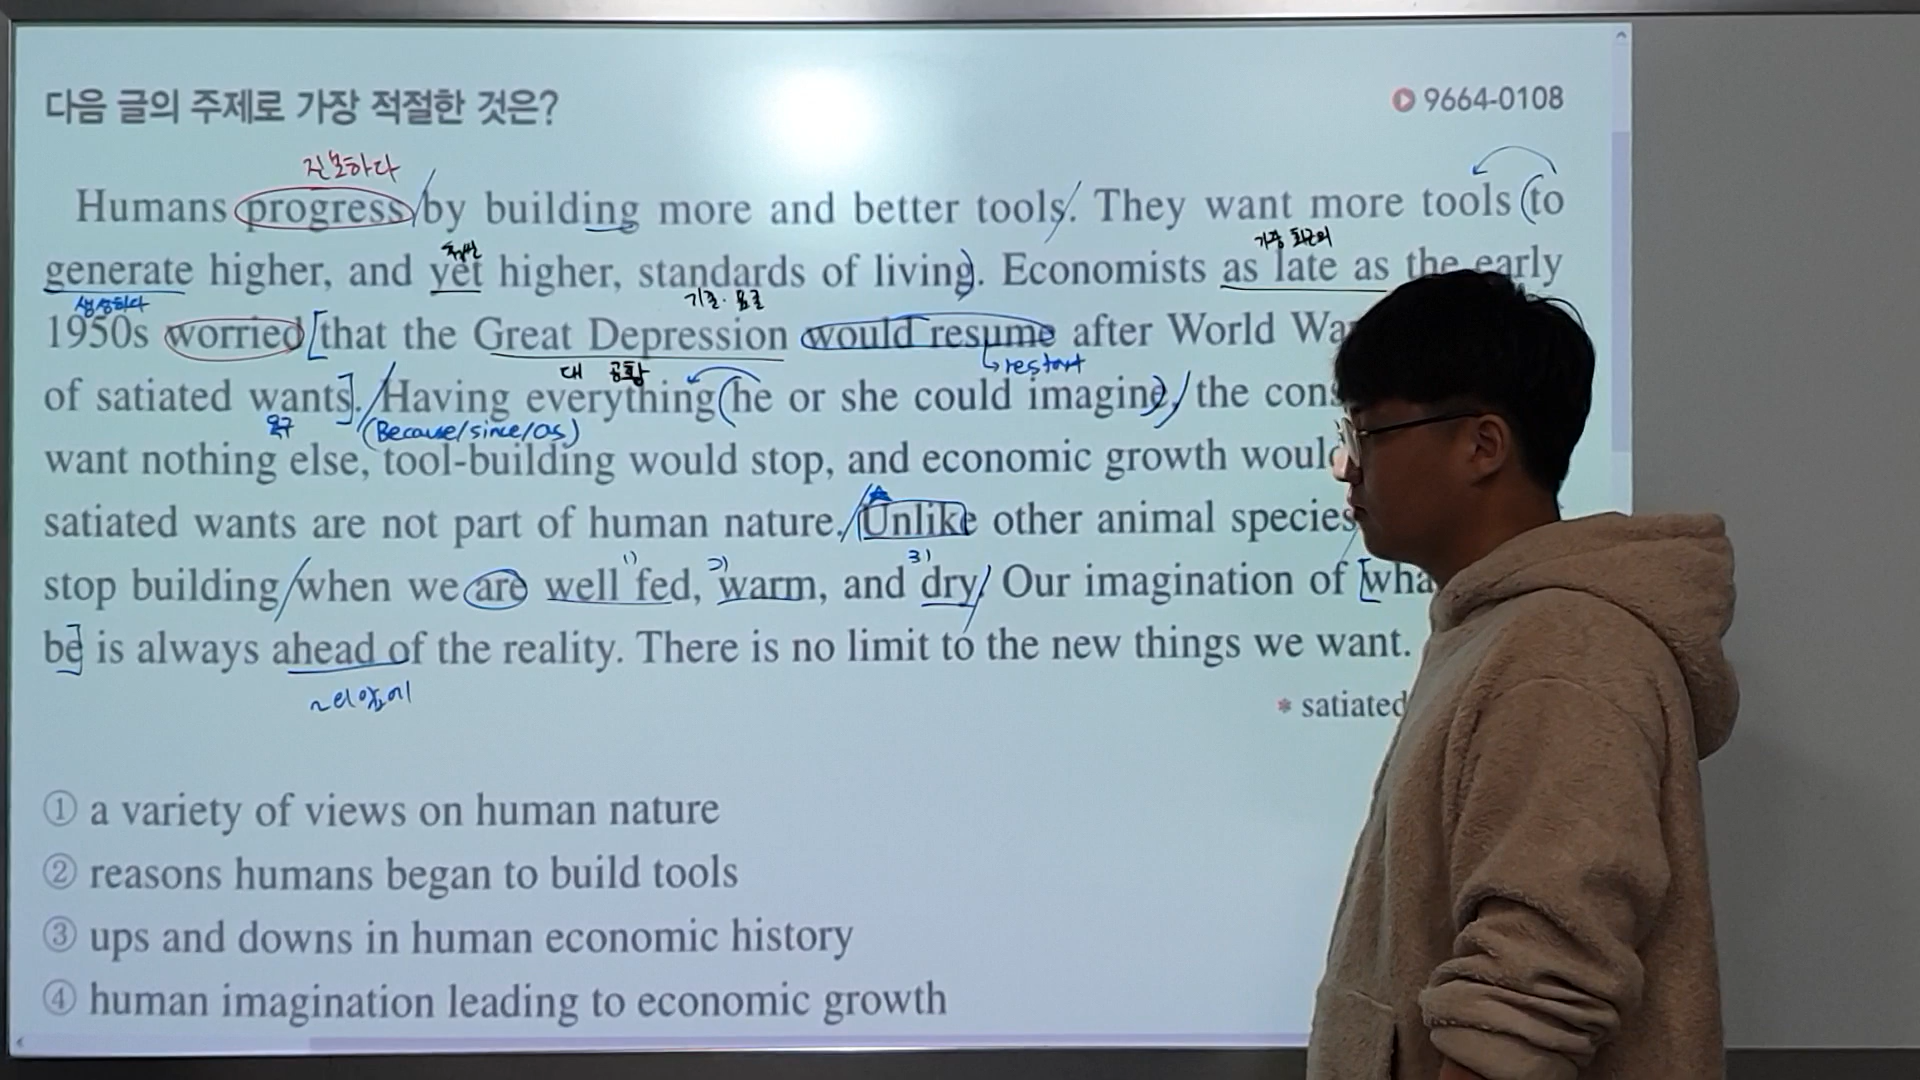 다음 글의 주제로 가장 적절한 것은?
9664-0108
진보하다
Humans progress by building more and better tools. They want more tools to
훨씬 가장 최근의
generate higher, and yet higher, standards of living. Economists as late as the early
생성하다 기준·표준
1950s worried that the Great Depression would resume after World Wa
대 공황 restart
of satiated wants. Having everything he or she could imagine, the cons
욕구 (Because/since/as)
want nothing else, tool-building would stop, and economic growth would
satiated wants are not part of human nature. Unlike other animal species
1) 2) 3)
stop building when we are well fed, warm, and dry. Our imagination of wha
be is always ahead of the reality. There is no limit to the new things we want.
~의 앞에
* satiated
① a variety of views on human nature
② reasons humans began to build tools
③ ups and downs in human economic history
④ human imagination leading to economic growth